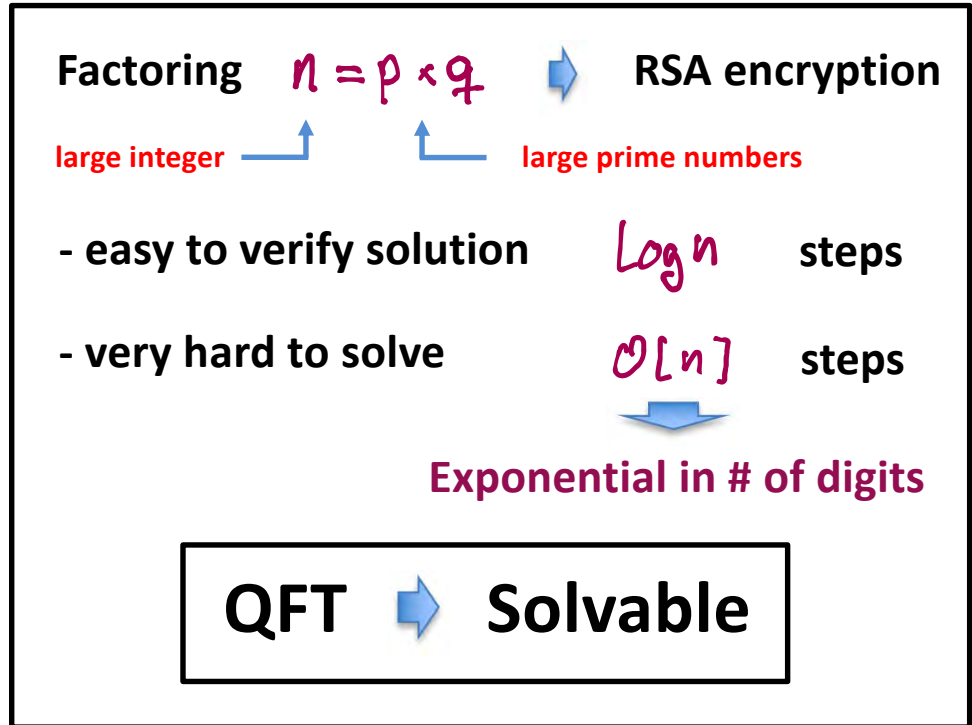 Factoring n = p × q RSA encryption
large integer large prime numbers
- easy to verify solution Log n steps
- very hard to solve O[n] steps
Exponential in # of digits
QFT Solvable